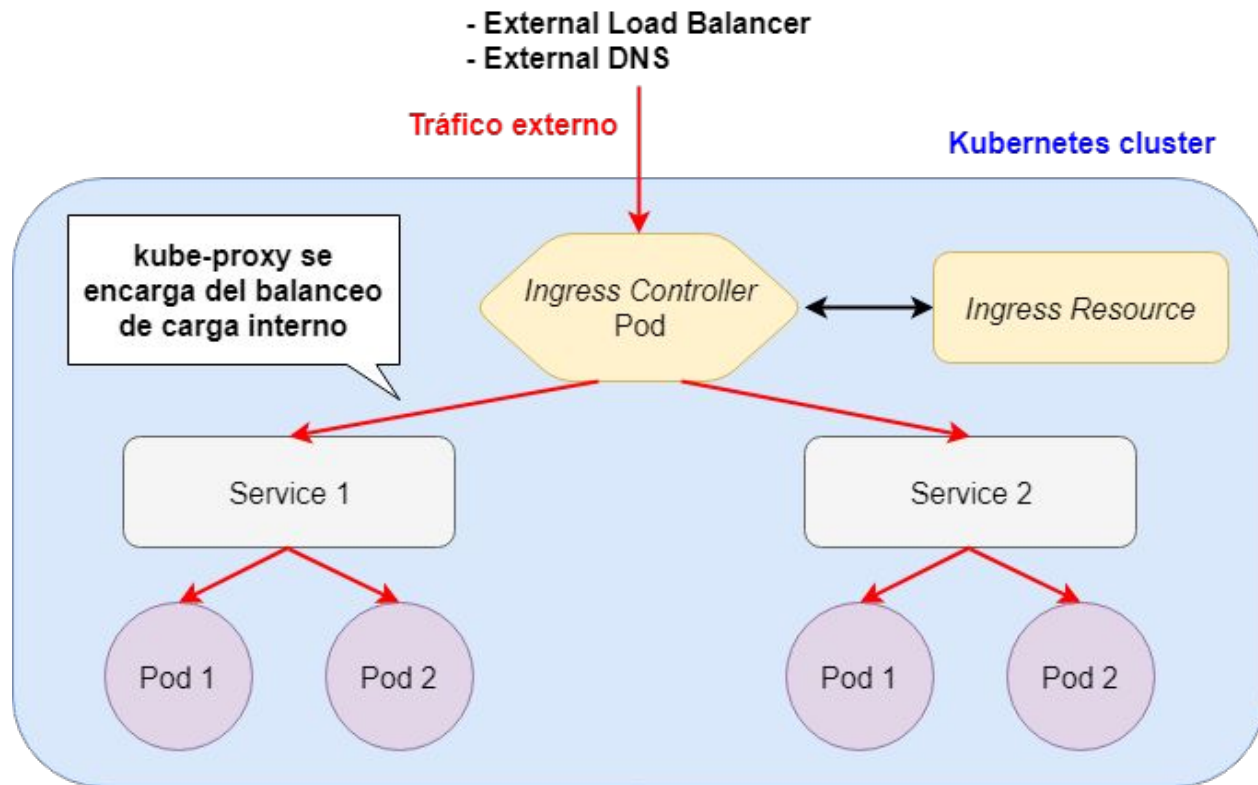 - External Load Balancer
- External DNS
Tráfico externo
Kubernetes cluster
kube-proxy se
encarga del balanceo
de carga interno
Ingress Controller
Pod
Ingress Resource
Service 1
Service 2
Pod 1
Pod 2
Pod 1
Pod 2